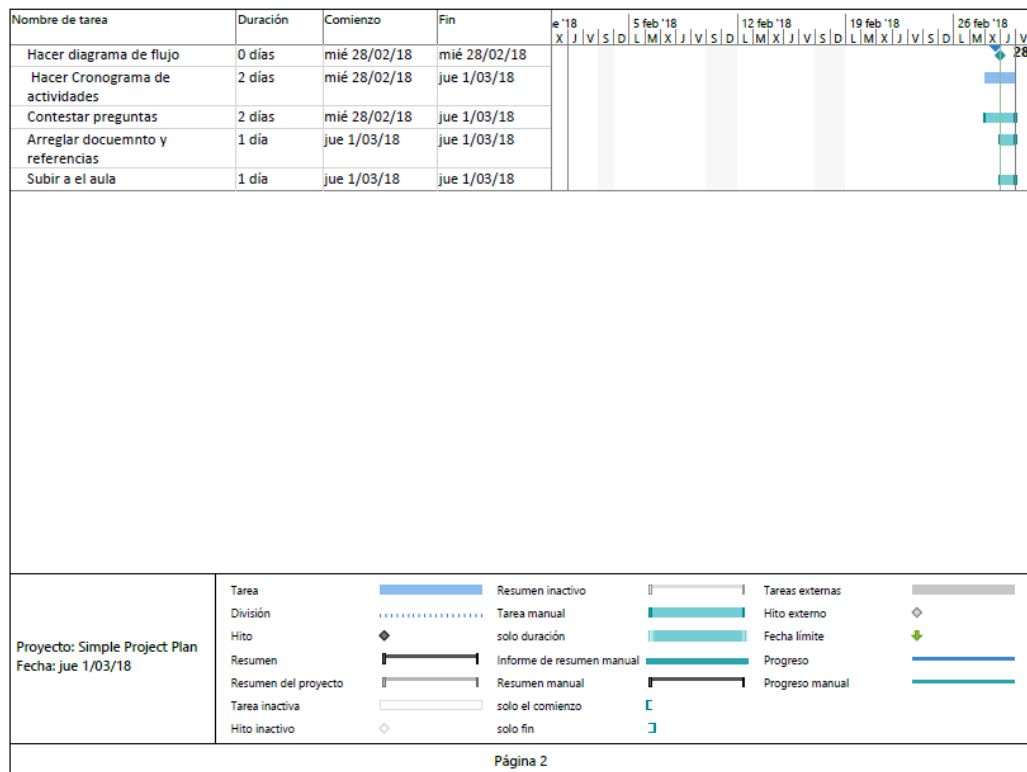 Nombre de tarea Duración Comienzo Fin
e '18 5 feb '18 12 feb '18 19 feb '18 26 feb '18
X J V S D L M X J V S D L M X J V S D L M X J V S D L M X J V
Hacer diagrama de flujo 0 días mié 28/02/18 mié 28/02/18 28
Hacer Cronograma de actividades 2 días mié 28/02/18 jue 1/03/18
Contestar preguntas 2 días mié 28/02/18 jue 1/03/18
Arreglar docuemnto y referencias 1 día jue 1/03/18 jue 1/03/18
Subir a el aula 1 día jue 1/03/18 jue 1/03/18
Proyecto: Simple Project Plan
Fecha: jue 1/03/18
Tarea
División
Hito
Resumen
Resumen del proyecto
Tarea inactiva
Hito inactivo
Resumen inactivo
Tarea manual
solo duración
Informe de resumen manual
Resumen manual
solo el comienzo
solo fin
Tareas externas
Hito externo
Fecha límite
Progreso
Progreso manual
Página 2